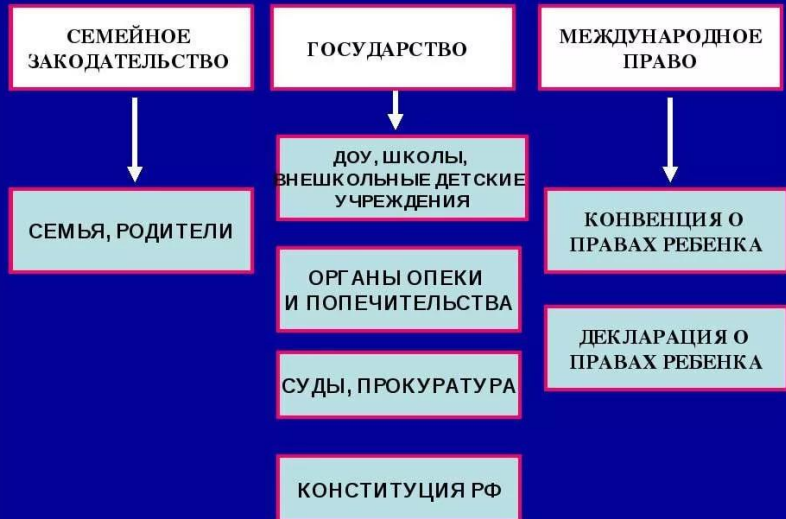 СЕМЕЙНОЕ
ЗАКОДАТЕЛЬСТВО
ГОСУДАРСТВО
МЕЖДУНАРОДНОЕ
ПРАВО
СЕМЬЯ, РОДИТЕЛИ
ДОУ, ШКОЛЫ,
ВНЕШКОЛЬНЫЕ ДЕТСКИЕ
УЧРЕЖДЕНИЯ
ОРГАНЫ ОПЕКИ
И ПОПЕЧИТЕЛЬСТВА
СУДЫ, ПРОКУРАТУРА
КОНСТИТУЦИЯ РФ
КОНВЕНЦИЯ О
ПРАВАХ РЕБЕНКА
ДЕКЛАРАЦИЯ О
ПРАВАХ РЕБЕНКА